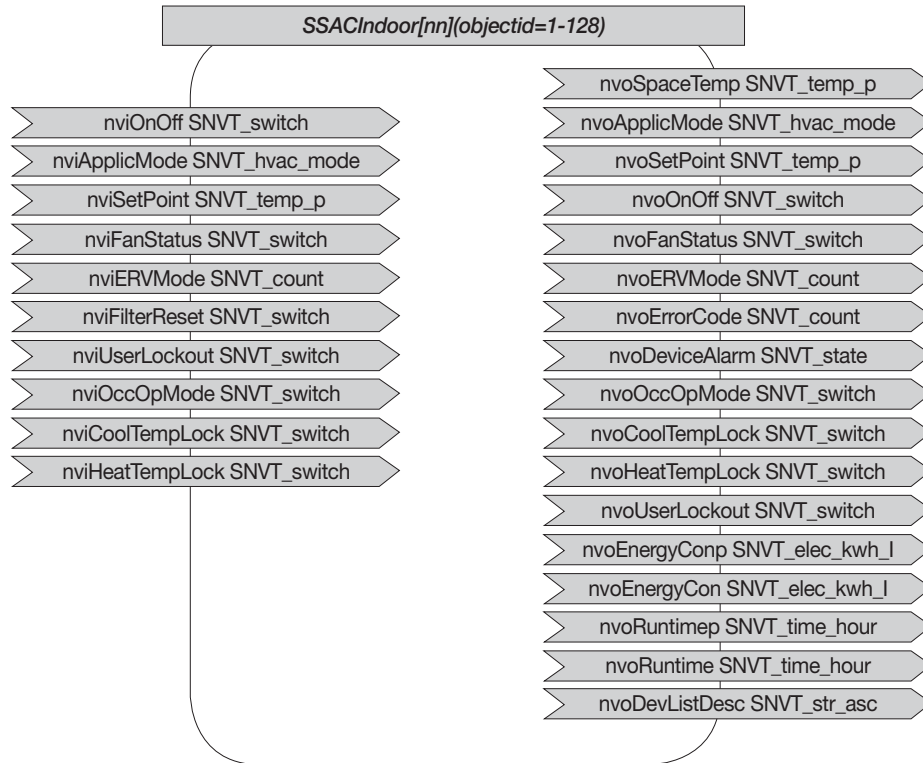 SSACIndoor[nn](objectid=1-128)
nviOnOff SNVT_switch
nviApplicMode SNVT_hvac_mode
nviSetPoint SNVT_temp_p
nviFanStatus SNVT_switch
nviERVMode SNVT_count
nviFilterReset SNVT_switch
nviUserLockout SNVT_switch
nviOccOpMode SNVT_switch
nviCoolTempLock SNVT_switch
nviHeatTempLock SNVT_switch
nvoSpaceTemp SNVT_temp_p
nvoApplicMode SNVT_hvac_mode
nvoSetPoint SNVT_temp_p
nvoOnOff SNVT_switch
nvoFanStatus SNVT_switch
nvoERVMode SNVT_count
nvoErrorCode SNVT_count
nvoDeviceAlarm SNVT_state
nvoOccOpMode SNVT_switch
nvoCoolTempLock SNVT_switch
nvoHeatTempLock SNVT_switch
nvoUserLockout SNVT_switch
nvoEnergyConp SNVT_elec_kwh_l
nvoEnergyCon SNVT_elec_kwh_l
nvoRuntimep SNVT_time_hour
nvoRuntime SNVT_time_hour
nvoDevListDesc SNVT_str_asc